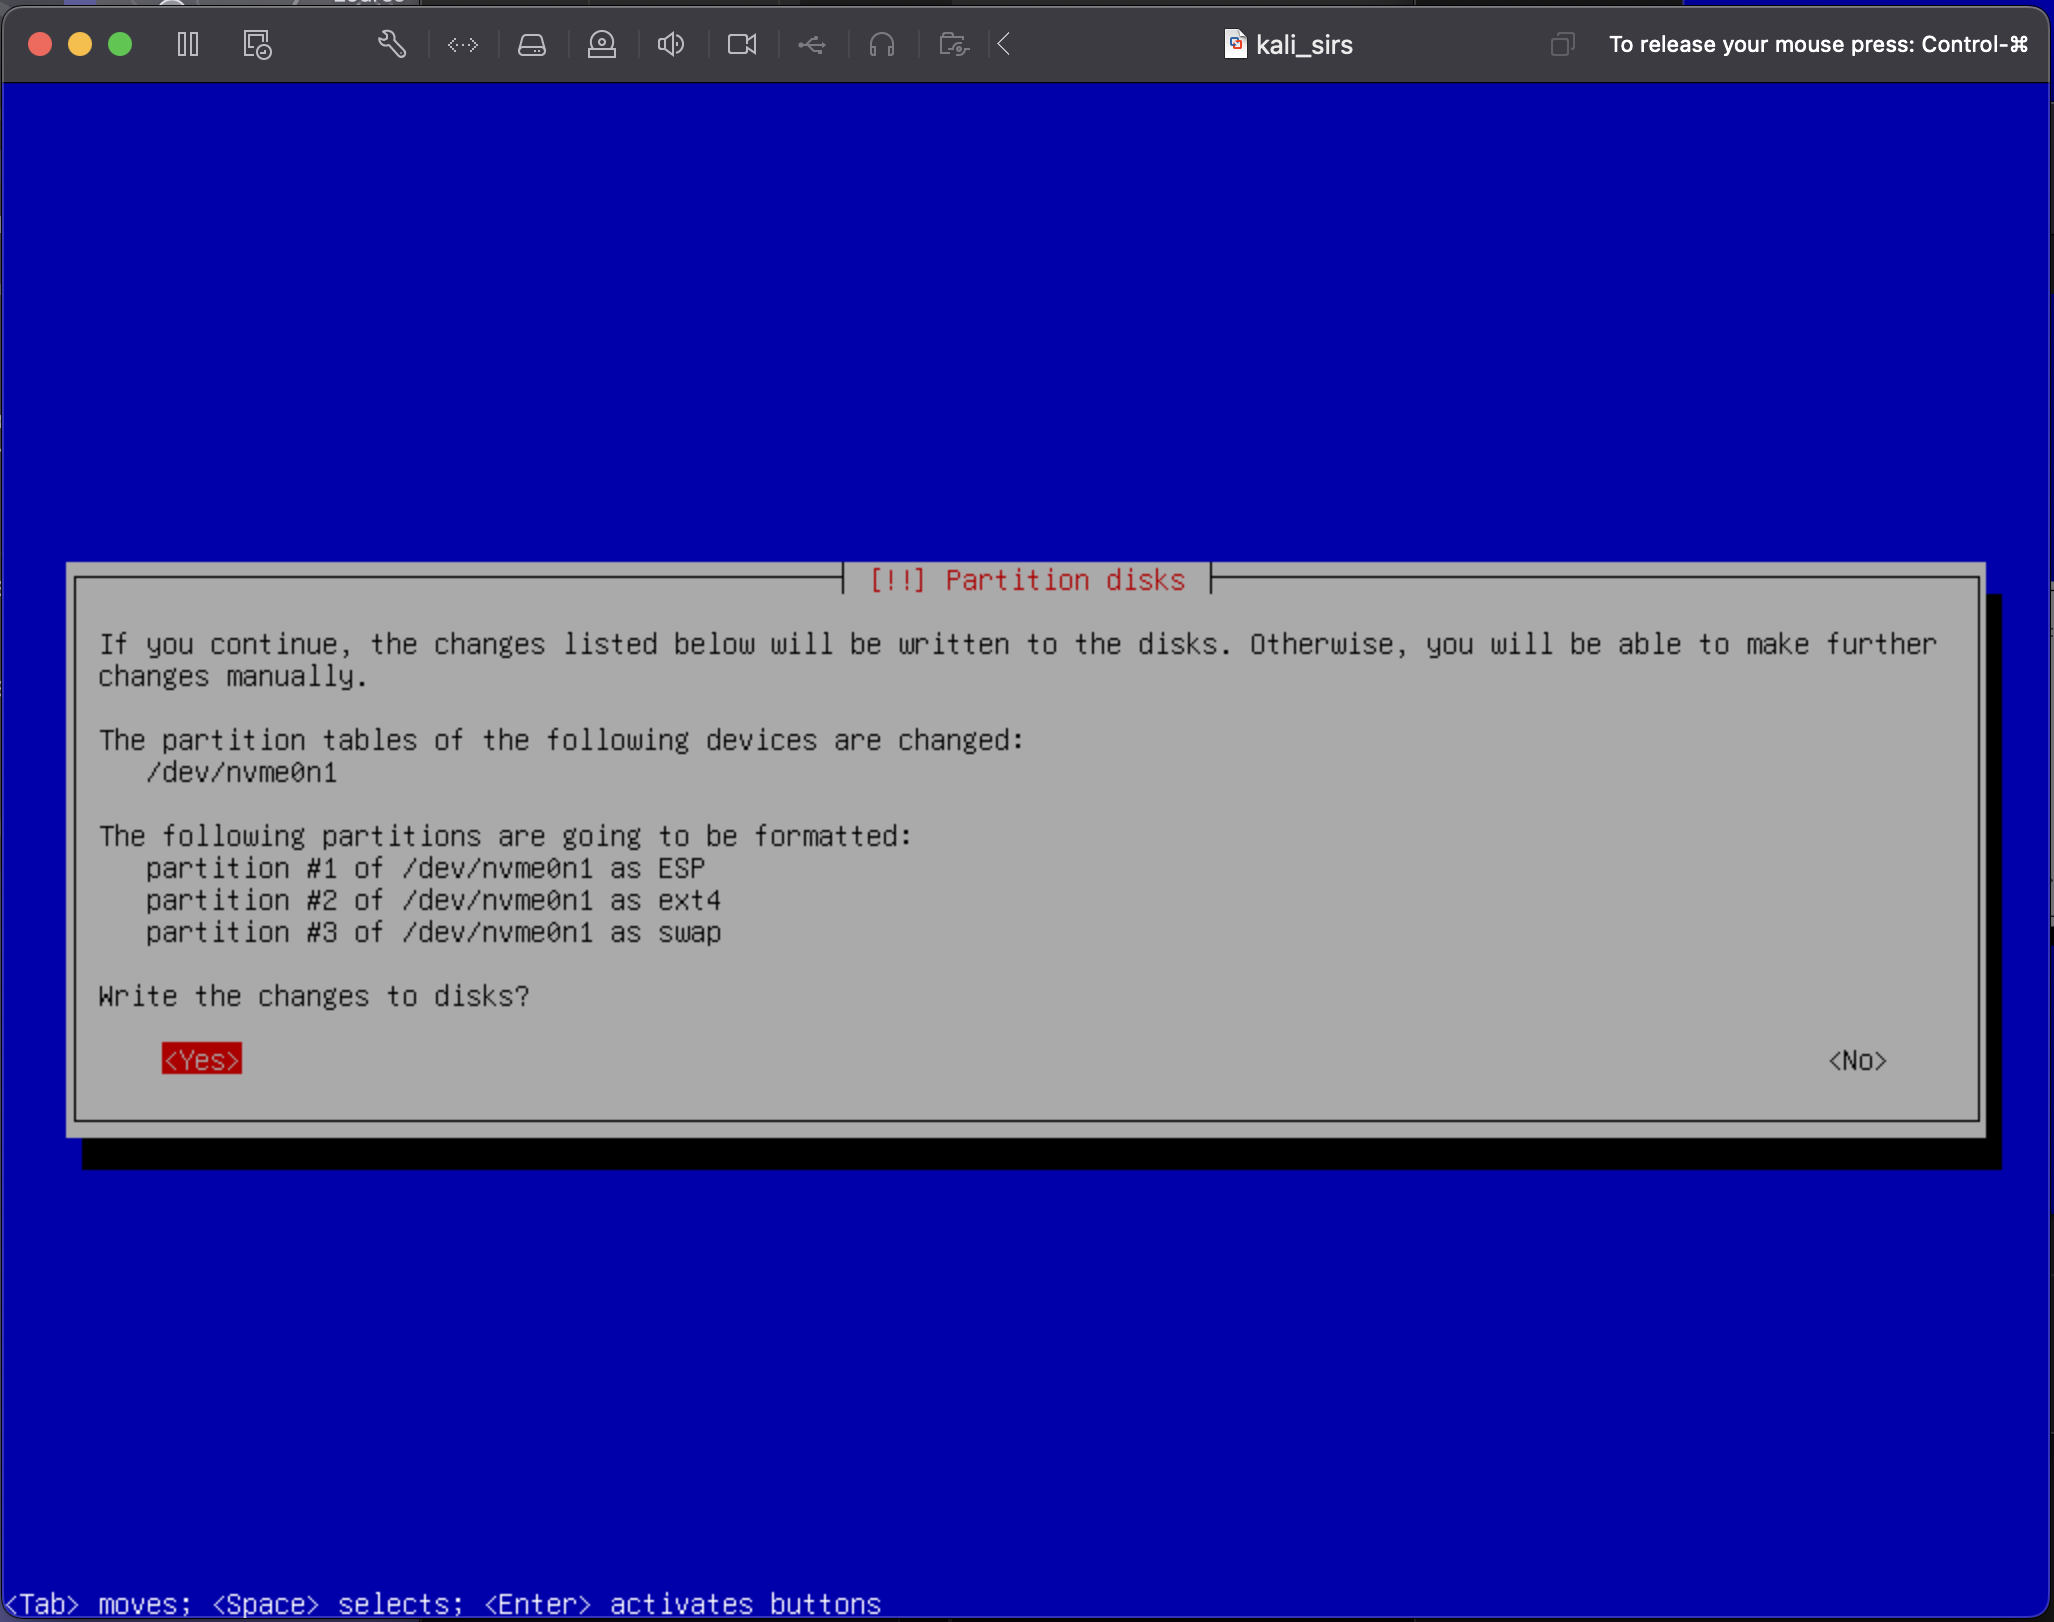 kali_sirs
To release your mouse press: Control-⌘
[!!] Partition disks
If you continue, the changes listed below will be written to the disks. Otherwise, you will be able to make further
changes manually.
The partition tables of the following devices are changed:
/dev/nvme0n1
The following partitions are going to be formatted:
partition #1 of /dev/nvme0n1 as ESP
partition #2 of /dev/nvme0n1 as ext4
partition #3 of /dev/nvme0n1 as swap
Write the changes to disks?
<Yes> <No>
<Tab> moves; <Space> selects; <Enter> activates buttons